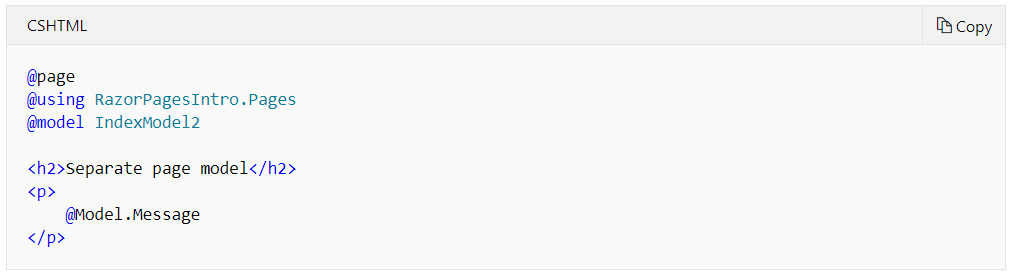 CSHTML
Copy
@page
@using RazorPagesIntro.Pages
@model IndexModel2
<h2>Separate page model</h2>
<p>
    @Model.Message
</p>